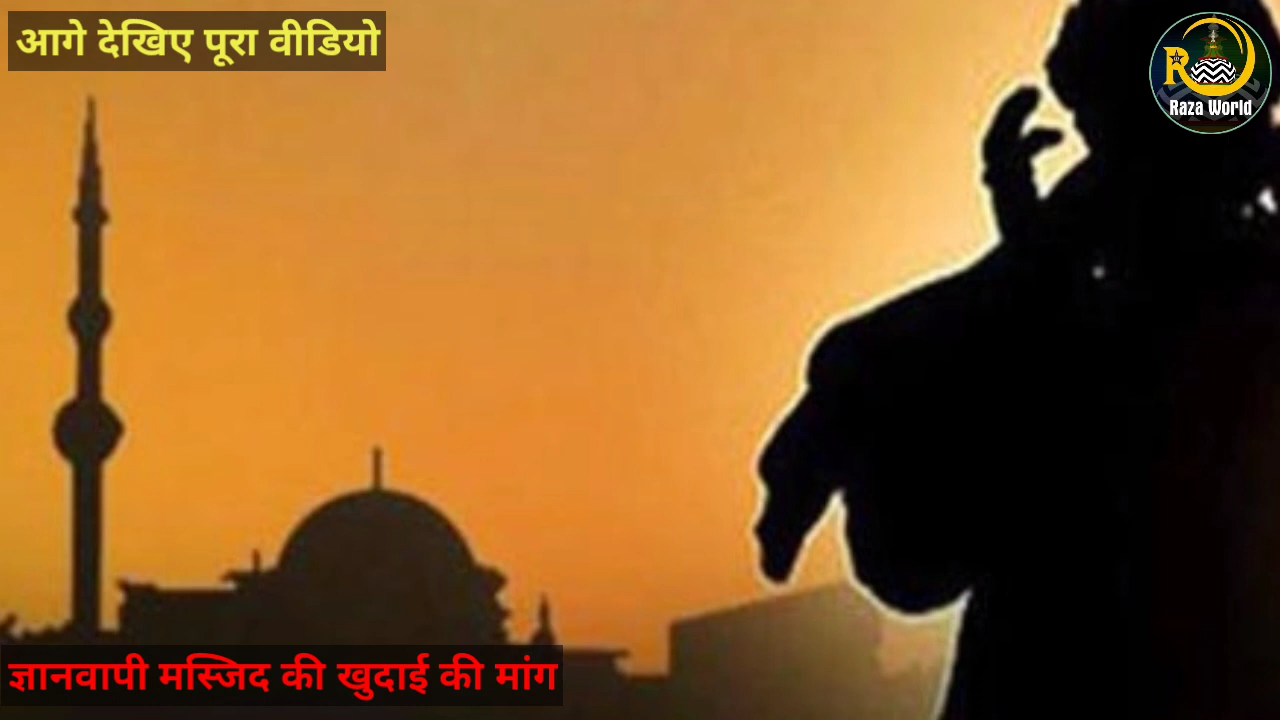 आगे देखिए पूरा वीडियो
R
Raza World
ज्ञानवापी मस्जिद की खुदाई की मांग